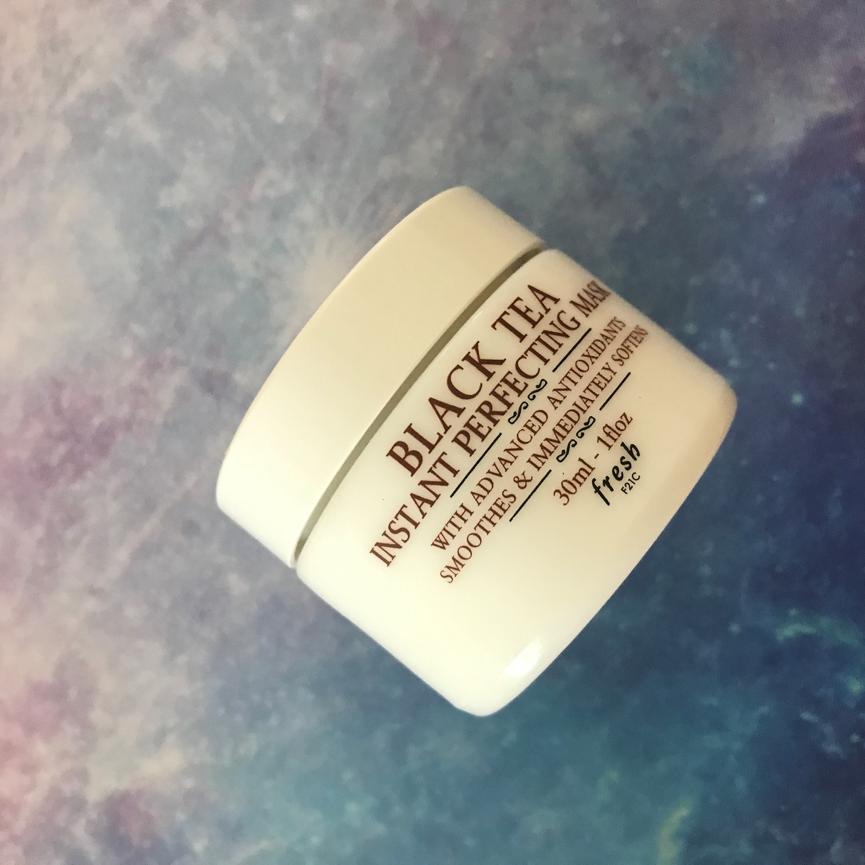 BLACK TEA
INSTANT PERFECTING MASK
WITH ADVANCED ANTIOXIDANTS
SMOOTHES & IMMEDIATELY SOFTENS
30ml - 1floz
fresh
F21C